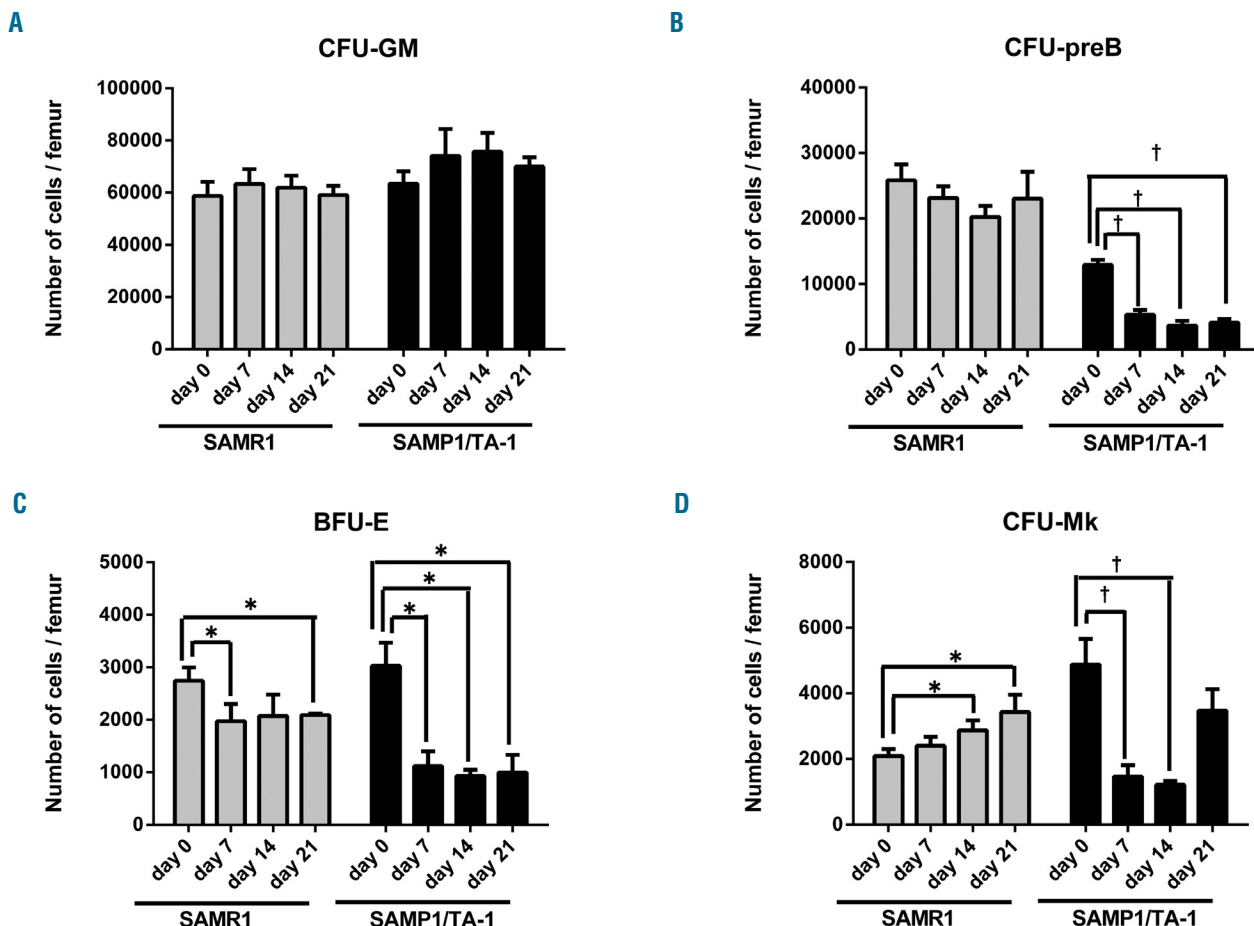 A
CFU-GM
Number of cells / femur
100000
80000
60000
40000
20000
0
day 0 day 7 day 14 day 21 day 0 day 7 day 14 day 21
SAMR1 SAMP1/TA-1
B
CFU-preB
Number of cells / femur
40000
30000
20000
10000
0
†
†
†
day 0 day 7 day 14 day 21 day 0 day 7 day 14 day 21
SAMR1 SAMP1/TA-1
C
BFU-E
Number of cells / femur
5000
4000
3000
2000
1000
0
* *
* *
* *
day 0 day 7 day 14 day 21 day 0 day 7 day 14 day 21
SAMR1 SAMP1/TA-1
D
CFU-Mk
Number of cells / femur
8000
6000
4000
2000
0
†
†
*
*
day 0 day 7 day 14 day 21 day 0 day 7 day 14 day 21
SAMR1 SAMP1/TA-1